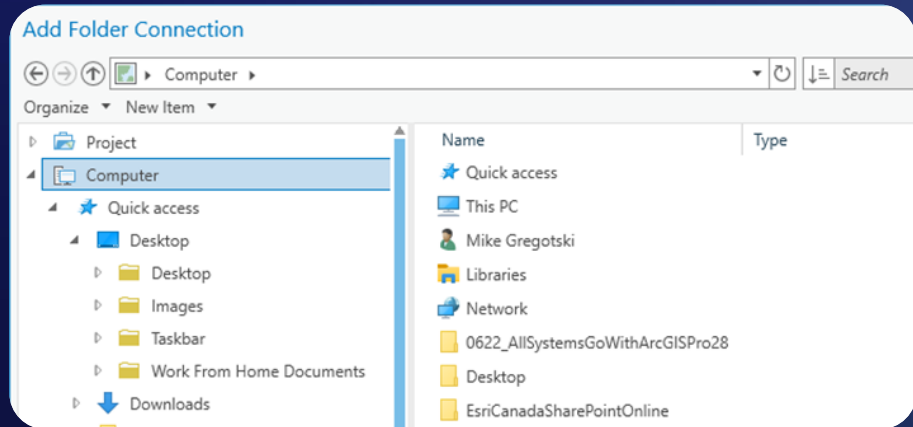 Add Folder Connection
Computer
Search
Organize New Item
Project
Computer
Quick access
Desktop
Desktop
Images
Taskbar
Work From Home Documents
Downloads
Name Type
Quick access
This PC
Mike Gregotski
Libraries
Network
0622_AllSystemsGoWithArcGISPro28
Desktop
EsriCanadaSharePointOnline